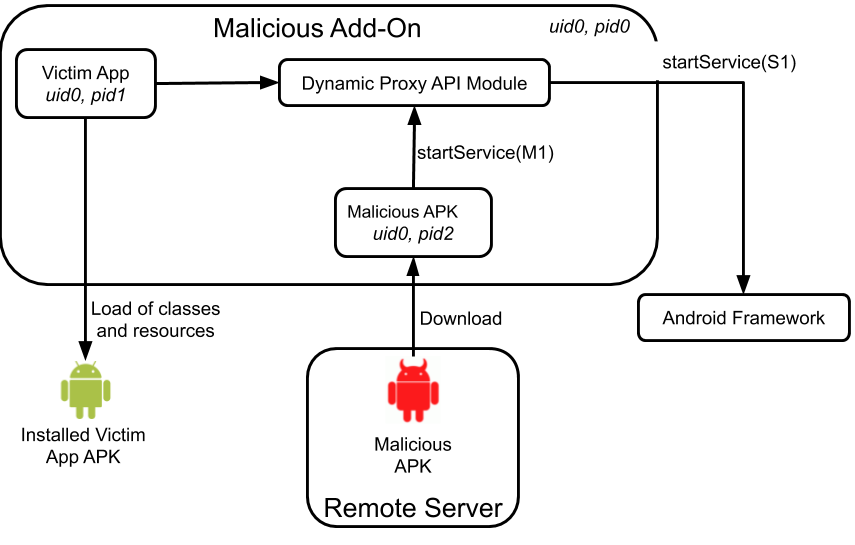 Malicious Add-On
uid0, pid0
Victim App
uid0, pid1
Dynamic Proxy API Module
startService(S1)
startService(M1)
Malicious APK
uid0, pid2
Load of classes
and resources
Download
Android Framework
Installed Victim
App APK
Malicious
APK
Remote Server